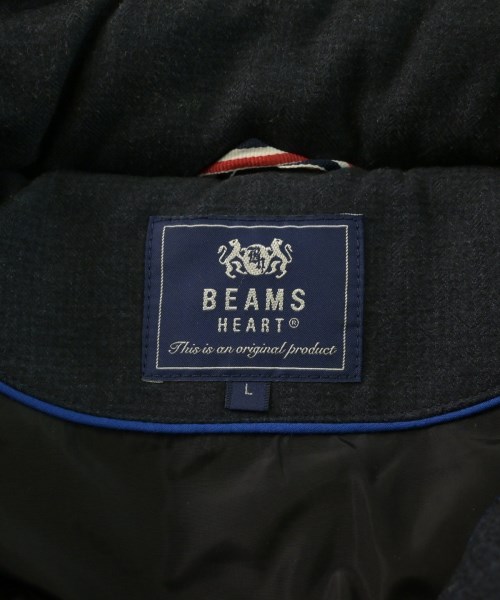 BEAMS
HEART®
This is an original product
L